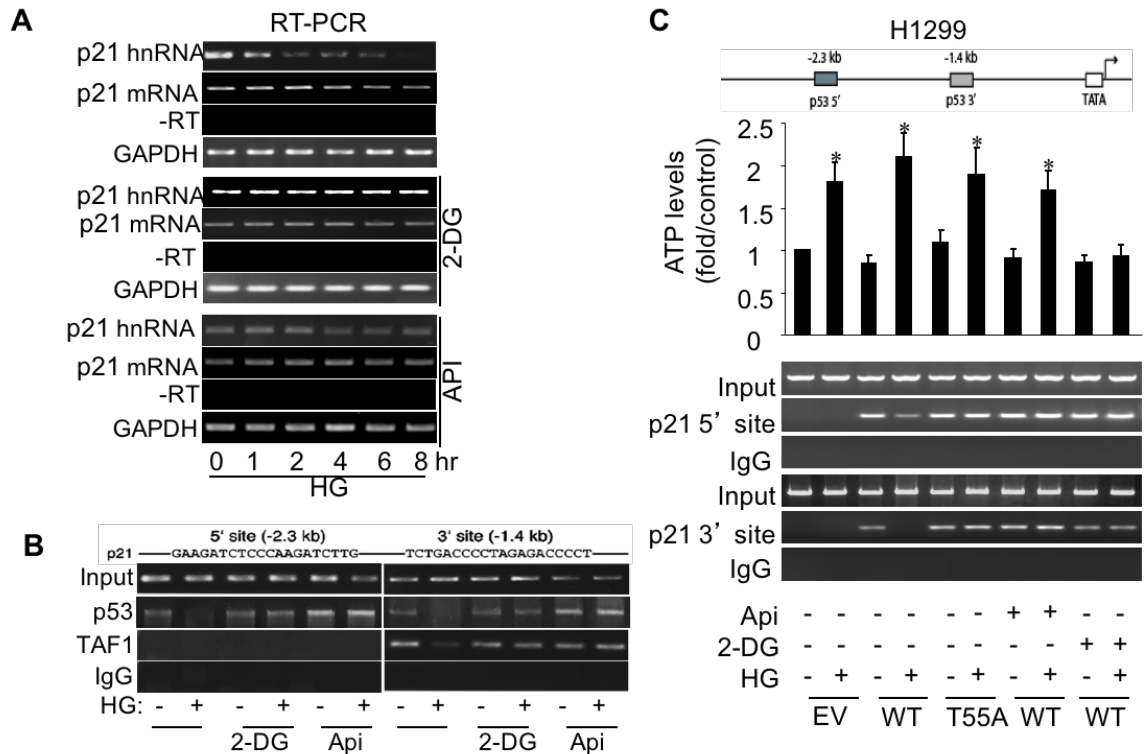 A
RT-PCR
p21 hnRNA
p21 mRNA
-RT
GAPDH
p21 hnRNA
p21 mRNA
-RT
GAPDH
2-DG
p21 hnRNA
p21 mRNA
-RT
GAPDH
API
0 1 2 4 6 8 hr
HG
B
5' site (-2.3 kb) 3' site (-1.4 kb)
p21 GAAGATCTCCCAAGATCTTG TCTGACCCCTAGAGACCCCT
Input
p53
TAF1
IgG
HG: - + - + - + - + - + - +
2-DG Api 2-DG Api
C
H1299
-2.3 kb -1.4 kb
p53 5' p53 3' TATA
ATP levels
(fold/control)
2.5
2
1.5
1
0.5
0
* * * *
Input
p21 5' site
IgG
Input
p21 3' site
IgG
Api - - - - - - + + - -
2-DG - - - - - - - - + +
HG - + - + - + - + - +
EV WT T55A WT WT